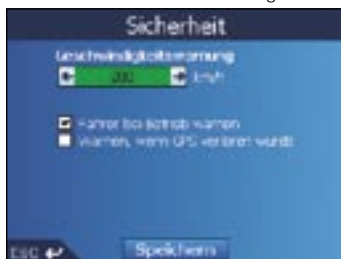 Sicherheit
Geschwindigkeitswarnung
200 km/h
Fahrer bei Betrieb warnen
Warnen, wenn GPS verloren wurde
ESC
Speichern